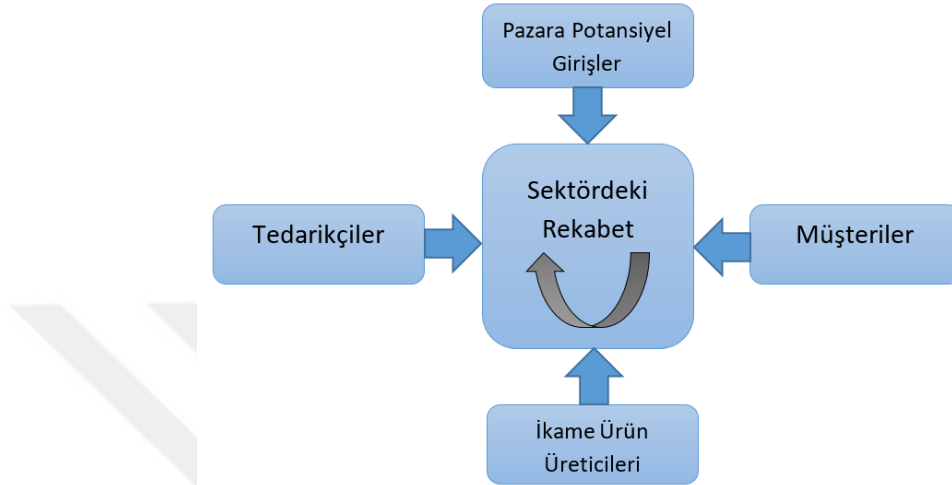 Pazara Potansiyel
Girişler
Sektördeki
Rekabet
Tedarikçiler
Müşteriler
İkame Ürün
Üreticileri